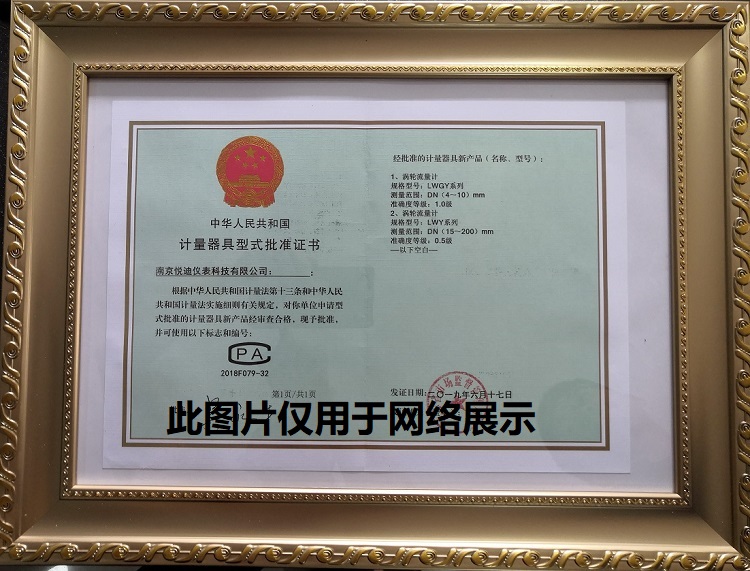 中华人民共和国
计量器具型式批准证书
南京悦迪仪表科技有限公司：________：
根据中华人民共和国计量法第十三条和中华人民
共和国计量法实施细则有关规定，对你单位申请型
式批准的计量器具新产品经审查合格，现予批准，
并可使用以下标志和编号：
CPA
2018F079-32
第1页/共1页
经批准的计量器具新产品（名称、型号）：
1、涡轮流量计
规格型号：LWGY系列
测量范围：DN（4～10）mm
准确度等级：1.0级
2、涡轮流量计
规格型号：LWY系列
测量范围：DN（15～200）mm
准确度等级：0.5级
——以下空白——
发证日期：二〇一九年六月十七日
市场监督
此图片仅用于网络展示